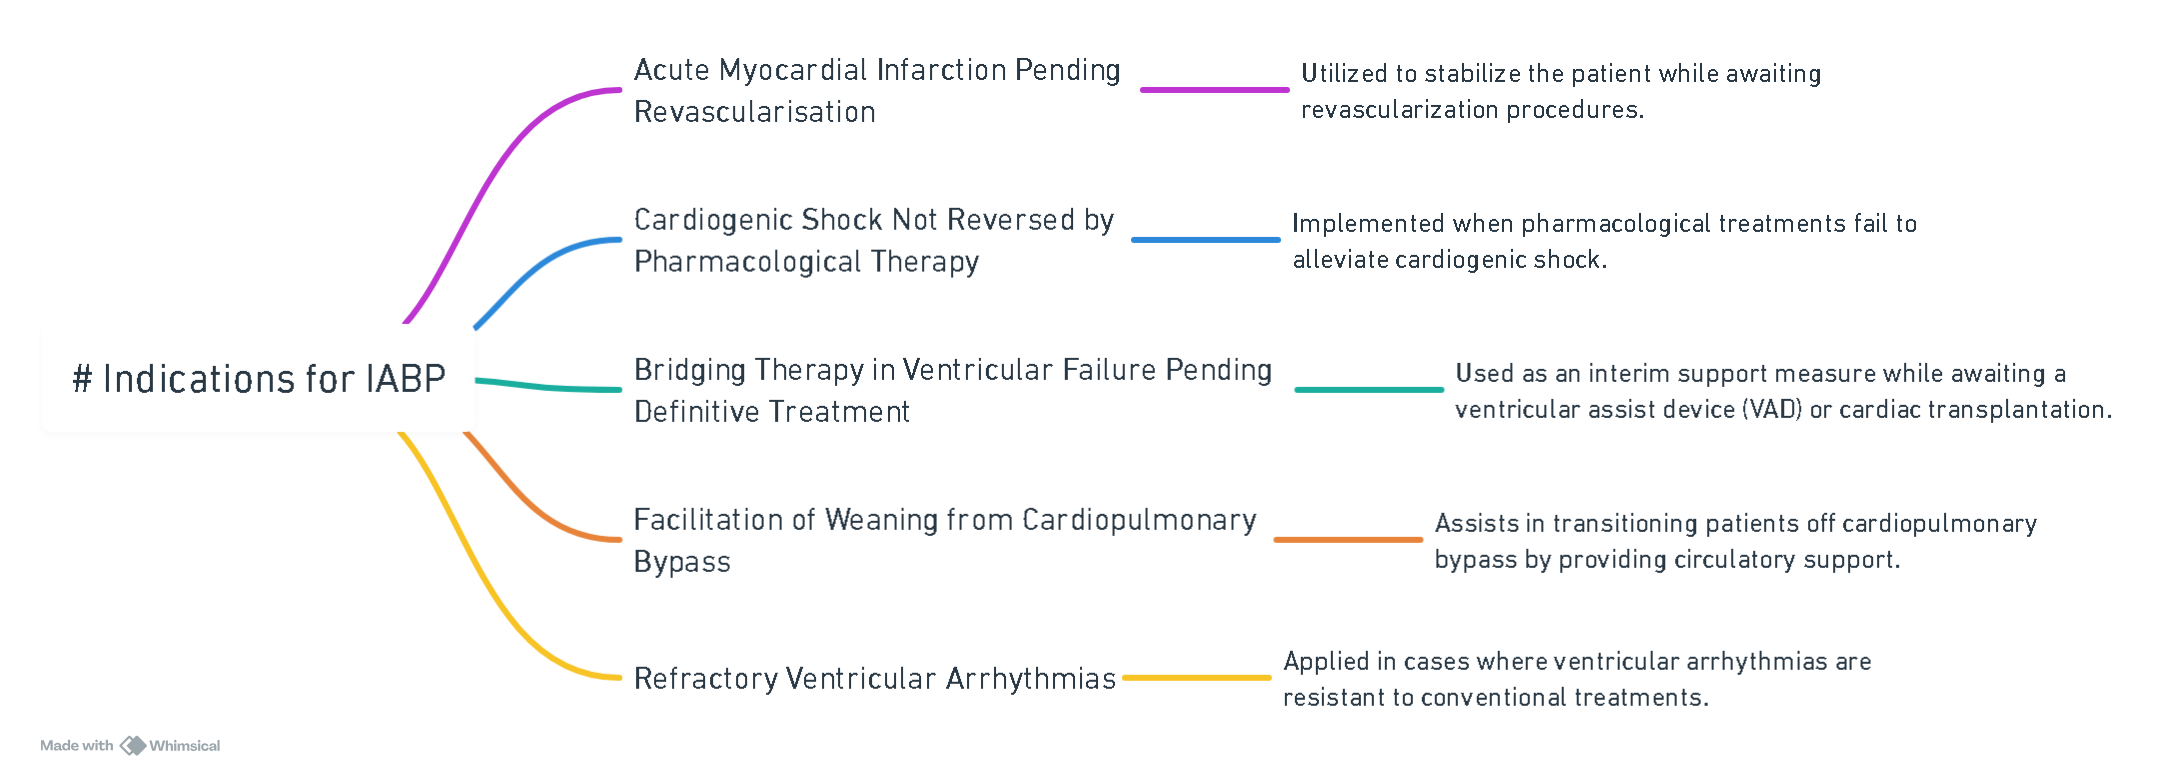 Acute Myocardial Infarction Pending
Revascularisation
Utilized to stabilize the patient while awaiting
revascularization procedures.
Cardiogenic Shock Not Reversed by
Pharmacological Therapy
Implemented when pharmacological treatments fail to
alleviate cardiogenic shock.
# Indications for IABP
Bridging Therapy in Ventricular Failure Pending
Definitive Treatment
Used as an interim support measure while awaiting a
ventricular assist device (VAD) or cardiac transplantation.
Facilitation of Weaning from Cardiopulmonary
Bypass
Assists in transitioning patients off cardiopulmonary
bypass by providing circulatory support.
Refractory Ventricular Arrhythmias
Applied in cases where ventricular arrhythmias are
resistant to conventional treatments.
Made with Whimsical